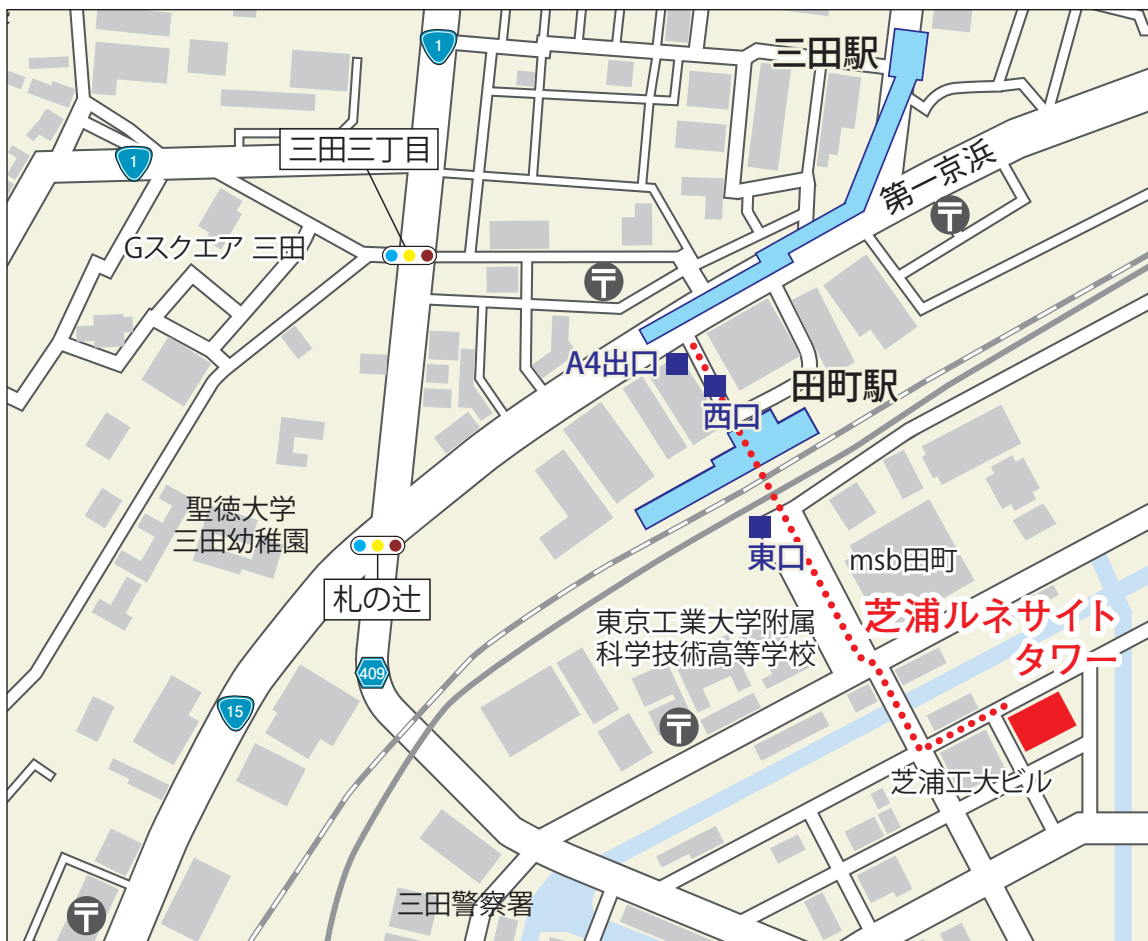 1
三田駅
三田三丁目
1
第一京浜
〒
Gスクエア 三田
〒
A4出口
西口
田町駅
聖徳大学
三田幼稚園
東口
msb田町
札の辻
芝浦ルネサイト
タワー
東京工業大学附属
科学技術高等学校
409
15
〒
芝浦工大ビル
三田警察署
〒